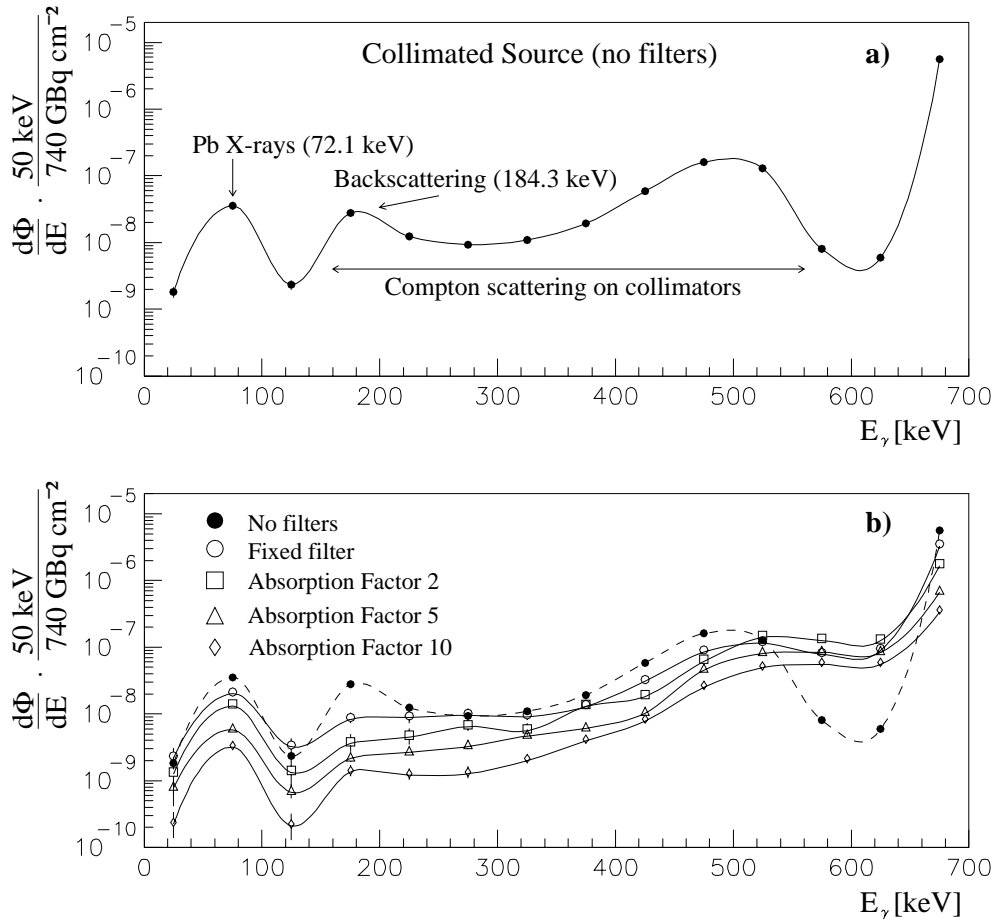 Collimated Source (no filters)
a)
dΦ/dE · 50 keV/740 GBq cm⁻²
10⁻⁵
10⁻⁶
10⁻⁷
10⁻⁸
10⁻⁹
10⁻¹⁰
Pb X-rays (72.1 keV)
Backscattering (184.3 keV)
Compton scattering on collimators
0 100 200 300 400 500 600 700
Eγ [keV]
b)
dΦ/dE · 50 keV/740 GBq cm⁻²
10⁻⁵
10⁻⁶
10⁻⁷
10⁻⁸
10⁻⁹
10⁻¹⁰
No filters
Fixed filter
Absorption Factor 2
Absorption Factor 5
Absorption Factor 10
0 100 200 300 400 500 600 700
Eγ [keV]